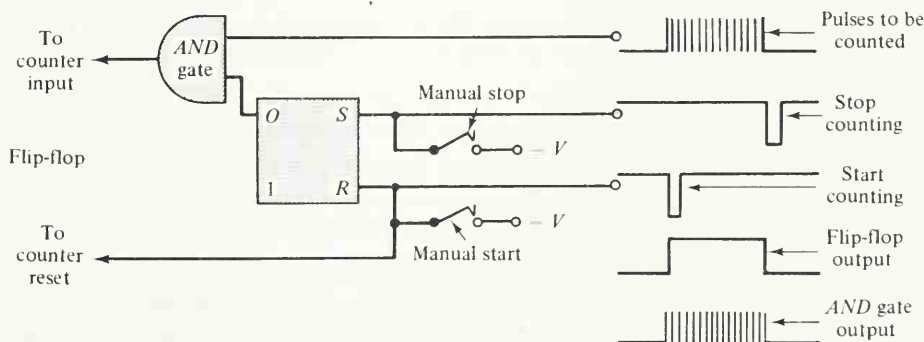 To
counter
input
AND
gate
Pulses to be
counted
Manual stop
O
S
– V
Stop
counting
Flip-flop
1
R
Start
counting
– V
Manual start
To
counter
reset
Flip-flop
output
AND gate
output